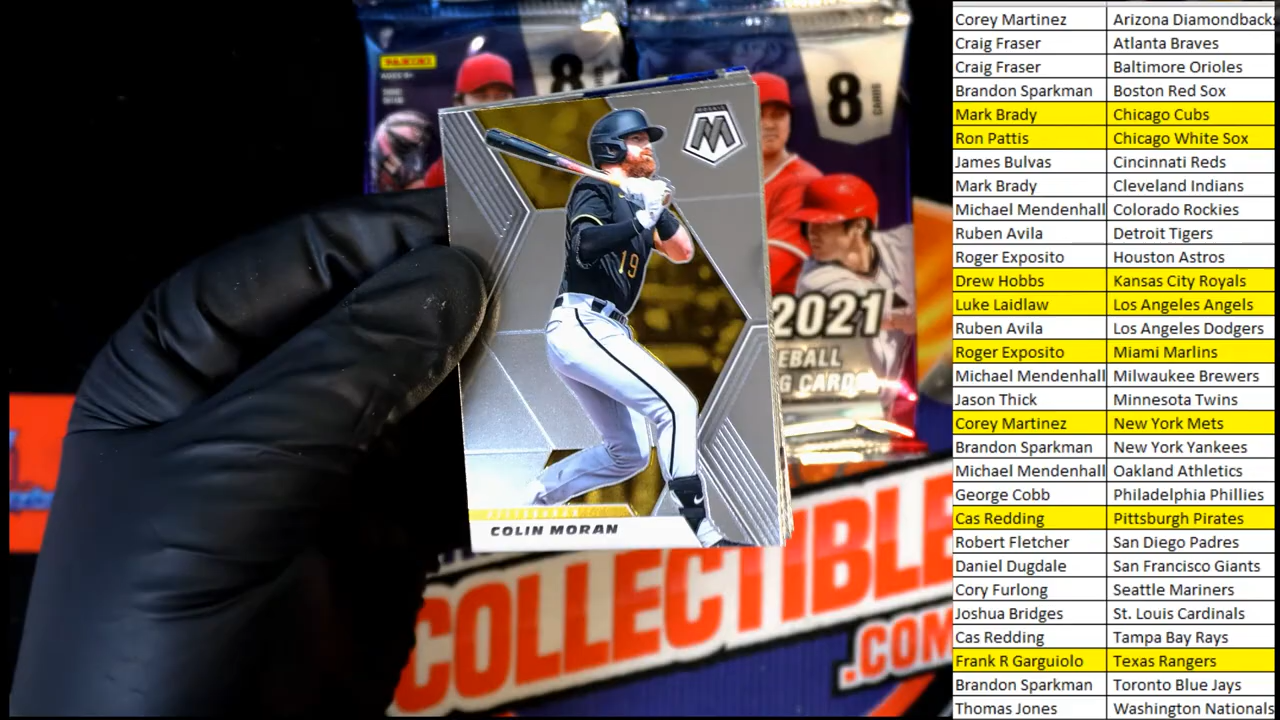 PANINI
8
CARDS
8
CARDS
MOSAIC
M
19
2021
COLIN MORAN
COLLECTIBLE
.COM
Corey Martinez Arizona Diamondbacks
Craig Fraser Atlanta Braves
Craig Fraser Baltimore Orioles
Brandon Sparkman Boston Red Sox
Mark Brady Chicago Cubs
Ron Pattis Chicago White Sox
James Bulvas Cincinnati Reds
Mark Brady Cleveland Indians
Michael Mendenhall Colorado Rockies
Ruben Avila Detroit Tigers
Roger Exposito Houston Astros
Drew Hobbs Kansas City Royals
Luke Laidlaw Los Angeles Angels
Ruben Avila Los Angeles Dodgers
Roger Exposito Miami Marlins
Michael Mendenhall Milwaukee Brewers
Jason Thick Minnesota Twins
Corey Martinez New York Mets
Brandon Sparkman New York Yankees
Michael Mendenhall Oakland Athletics
George Cobb Philadelphia Phillies
Cas Redding Pittsburgh Pirates
Robert Fletcher San Diego Padres
Daniel Dugdale San Francisco Giants
Cory Furlong Seattle Mariners
Joshua Bridges St. Louis Cardinals
Cas Redding Tampa Bay Rays
Frank R Garguiolo Texas Rangers
Brandon Sparkman Toronto Blue Jays
Thomas Jones Washington Nationals